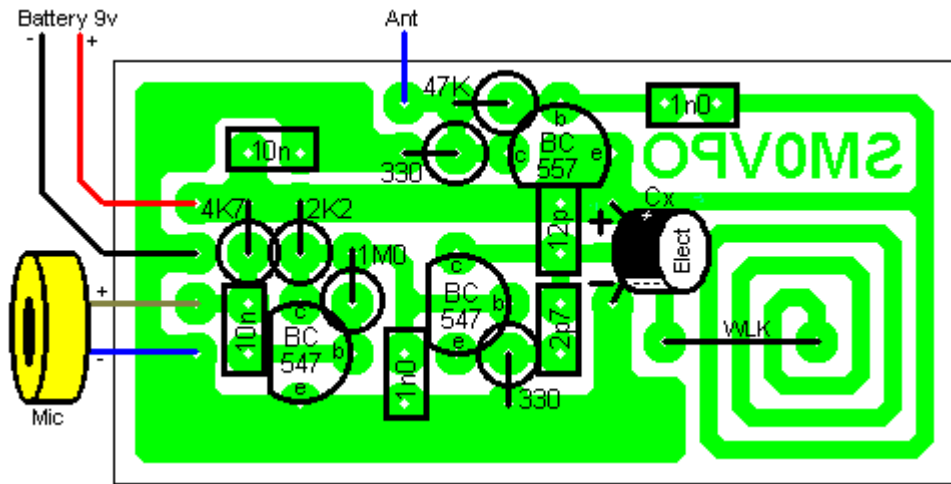 Battery 9v
Ant
-
+
47K
b
1n0
10n
c
BC
557
e
SM0VPO
330
4K7
2K2
Cx
12p
+
Elect
1M0
c
BC
547
b
e
+
10n
c
BC
547
b
e
-
2p7
-
WLK
1n0
330
Mic